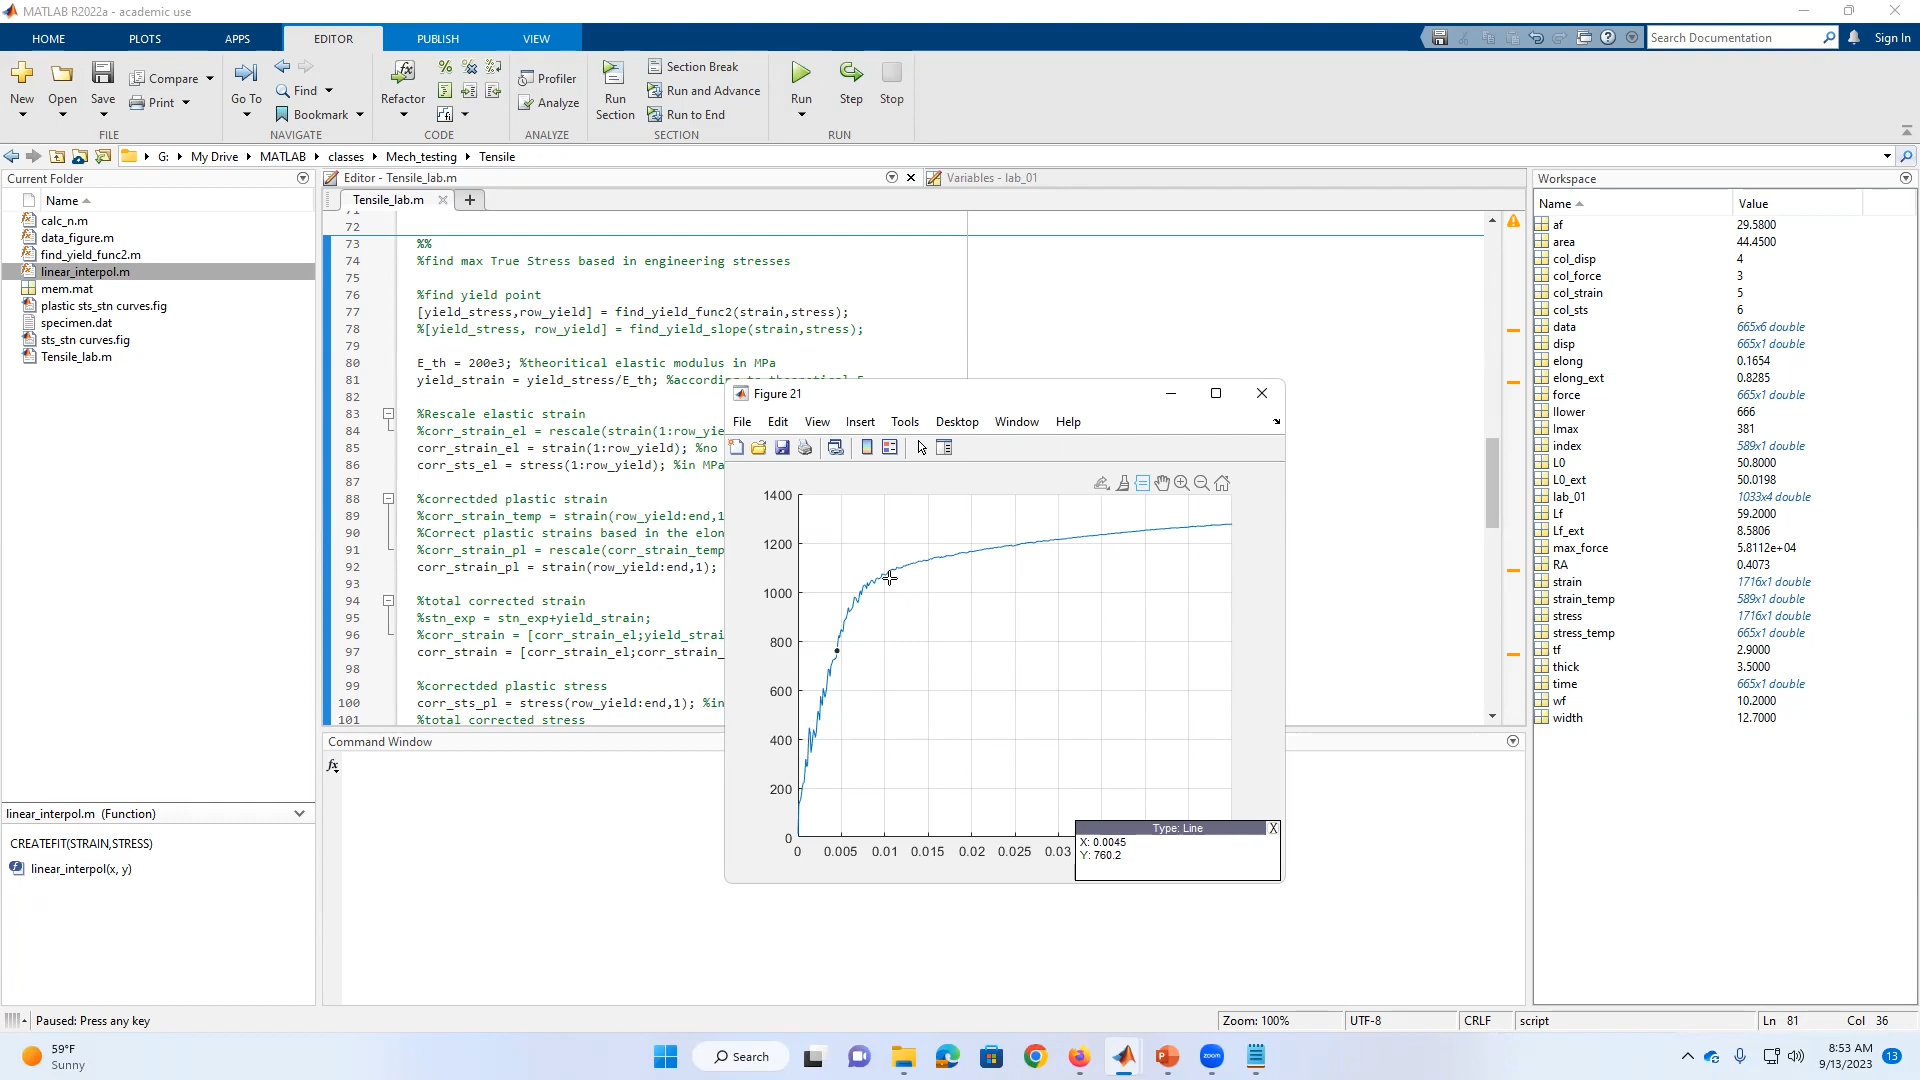 MATLAB R2022a - academic use
HOME PLOTS APPS EDITOR PUBLISH VIEW
Search Documentation
Sign In
New Open Save Compare Print
Go To Find Bookmark
Refactor
Profiler Analyze
Run Section
Section Break
Run and Advance
Run to End
Run Step Stop
FILE NAVIGATE CODE ANALYZE SECTION RUN
G: My Drive MATLAB classes Mech_testing Tensile
Current Folder
Name
calc_n.m
data_figure.m
find_yield_func2.m
linear_interpol.m
mem.mat
plastic sts_stn curves.fig
specimen.dat
sts_stn curves.fig
Tensile_lab.m
linear_interpol.m (Function)
CREATEFIT(STRAIN,STRESS)
linear_interpol(x, y)
Editor - Tensile_lab.m
Variables - lab_01
Tensile_lab.m
71
72
73 %%
74 %find max True Stress based in engineering stresses
75
76 %find yield point
77 [yield_stress,row_yield] = find_yield_func2(strain,stress);
78 %[yield_stress, row_yield] = find_yield_slope(strain,stress);
79
80 E_th = 200e3; %theoritical elastic modulus in MPa
81 yield_strain = yield_stress/E_th; %according to theoretical E
82
83 %Rescale elastic strain
84 %corr_strain_el = rescale(strain(1:row_yie
85 corr_strain_el = strain(1:row_yield); %no
86 corr_sts_el = stress(1:row_yield); %in MPa
87
88 %correctded plastic strain
89 %corr_strain_temp = strain(row_yield:end,1
90 %Correct plastic strains based in the elon
91 %corr_strain_pl = rescale(corr_strain_temp
92 corr_strain_pl = strain(row_yield:end,1);
93
94 %total corrected strain
95 %stn_exp = stn_exp+yield_strain;
96 %corr_strain = [corr_strain_el;yield_strai
97 corr_strain = [corr_strain_el;corr_strain_
98
99 %correctded plastic stress
100 corr_sts_pl = stress(row_yield:end,1); %in
101 %total corrected stress
Command Window
fx
Figure 21
File Edit View Insert Tools Desktop Window Help
1400
1200
1000
800
600
400
200
0
0 0.005 0.01 0.015 0.02 0.025 0.03
Type: Line X
X: 0.0045
Y: 760.2
Workspace
Name Value
af 29.5800
area 44.4500
col_disp 4
col_force 3
col_strain 5
col_sts 6
data 665x6 double
disp 665x1 double
elong 0.1654
elong_ext 0.8285
force 665x1 double
Ilower 666
Imax 381
index 589x1 double
L0 50.8000
L0_ext 50.0198
lab_01 1033x4 double
Lf 59.2000
Lf_ext 8.5806
max_force 5.8112e+04
RA 0.4073
strain 1716x1 double
strain_temp 589x1 double
stress 1716x1 double
stress_temp 665x1 double
tf 2.9000
thick 3.5000
time 665x1 double
wf 10.2000
width 12.7000
Paused: Press any key
Zoom: 100% UTF-8 CRLF script Ln 81 Col 36
59°F
Sunny
Search
zoom
8:53 AM
9/13/2023
13